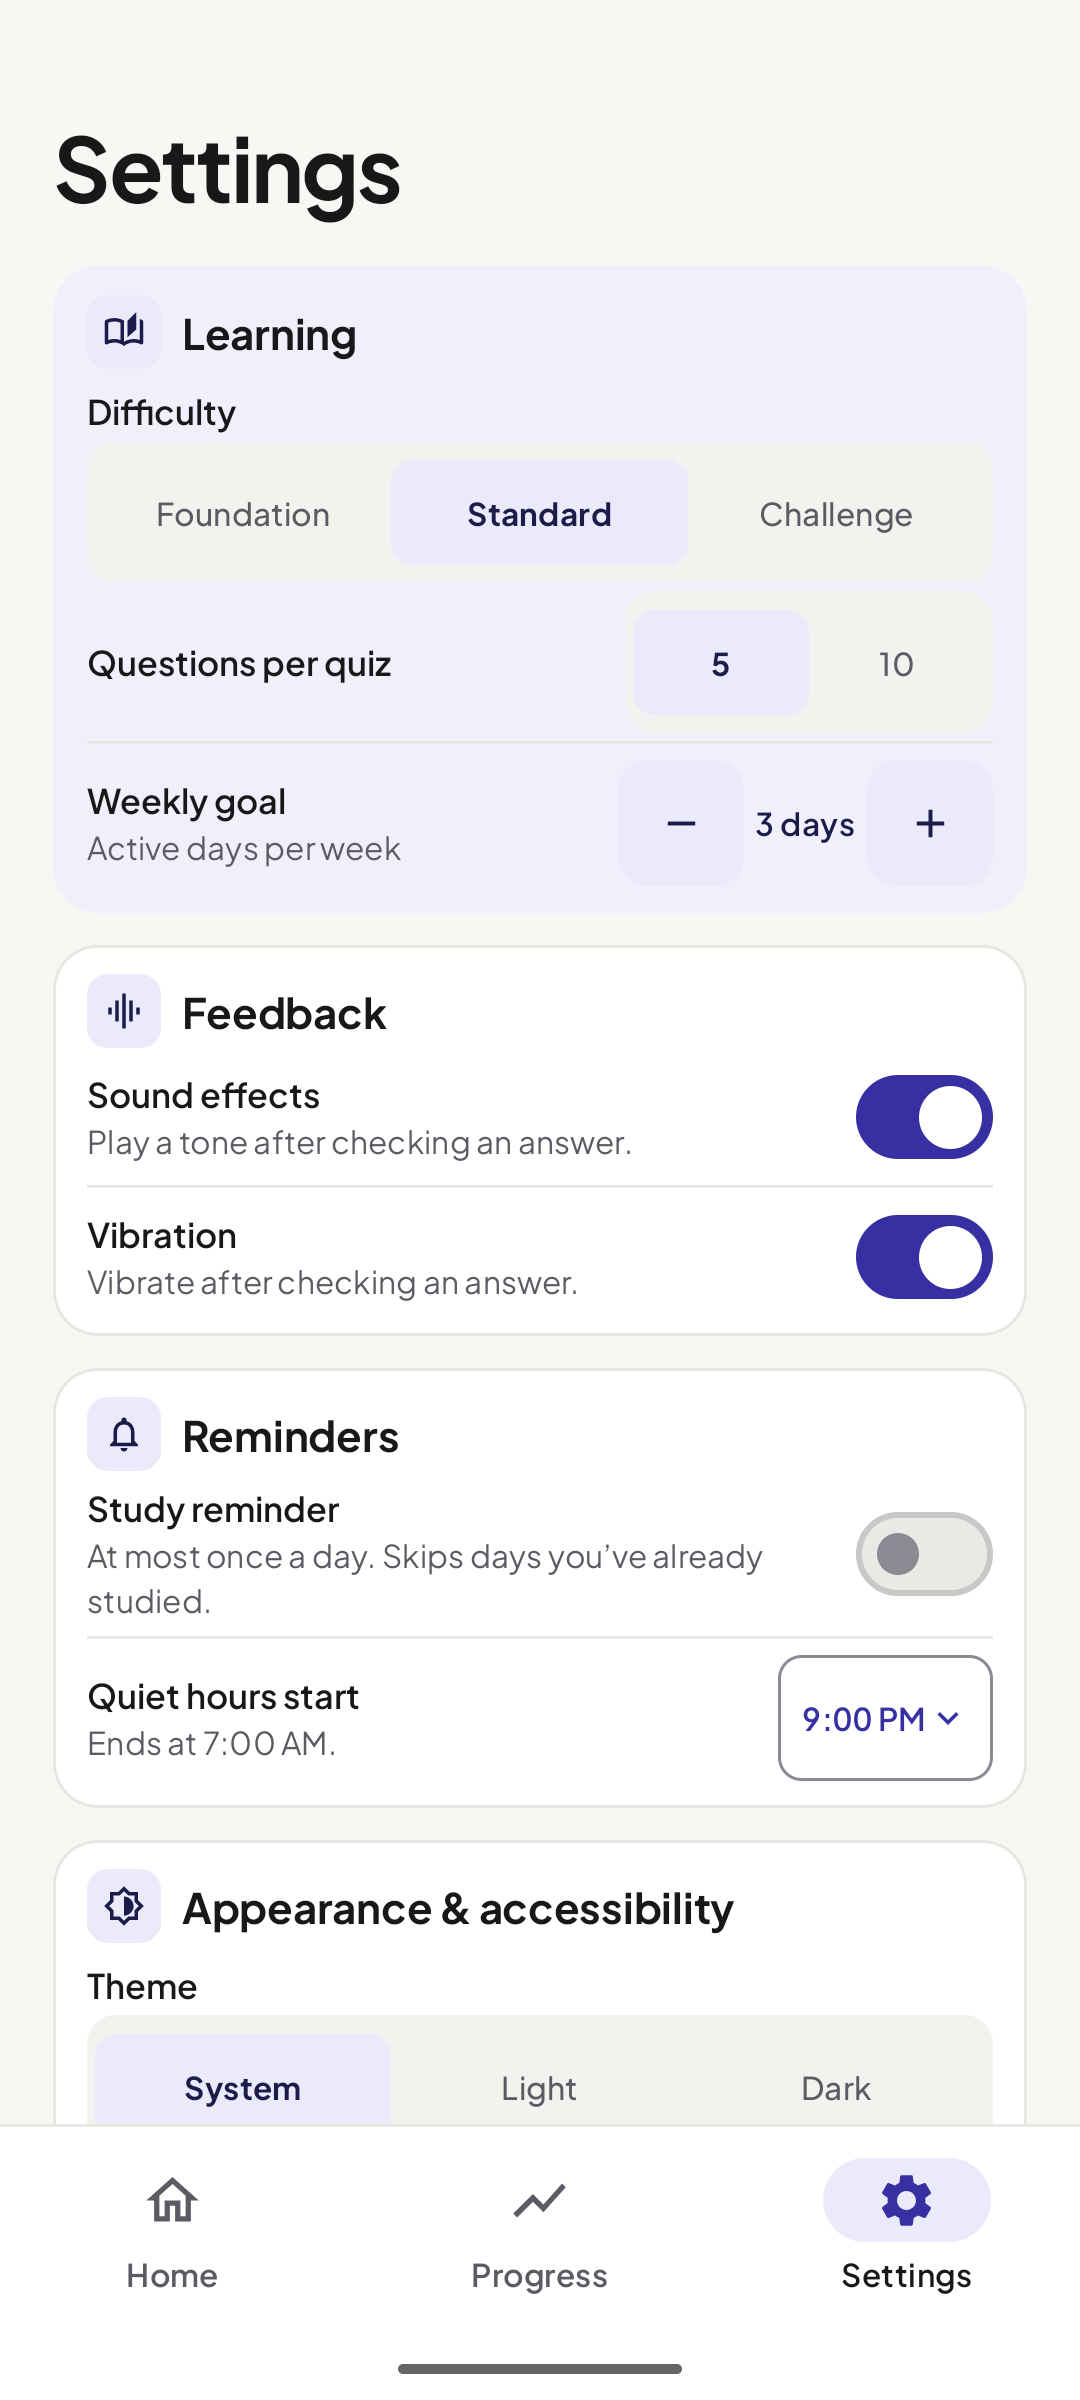 Settings
Learning
Difficulty
Foundation Standard Challenge
Questions per quiz 5 10
Weekly goal
Active days per week
3 days
Feedback
Sound effects
Play a tone after checking an answer.
Vibration
Vibrate after checking an answer.
Reminders
Study reminder
At most once a day. Skips days you’ve already
studied.
Quiet hours start
Ends at 7:00 AM.
9:00 PM
Appearance & accessibility
Theme
System Light Dark
Home Progress Settings